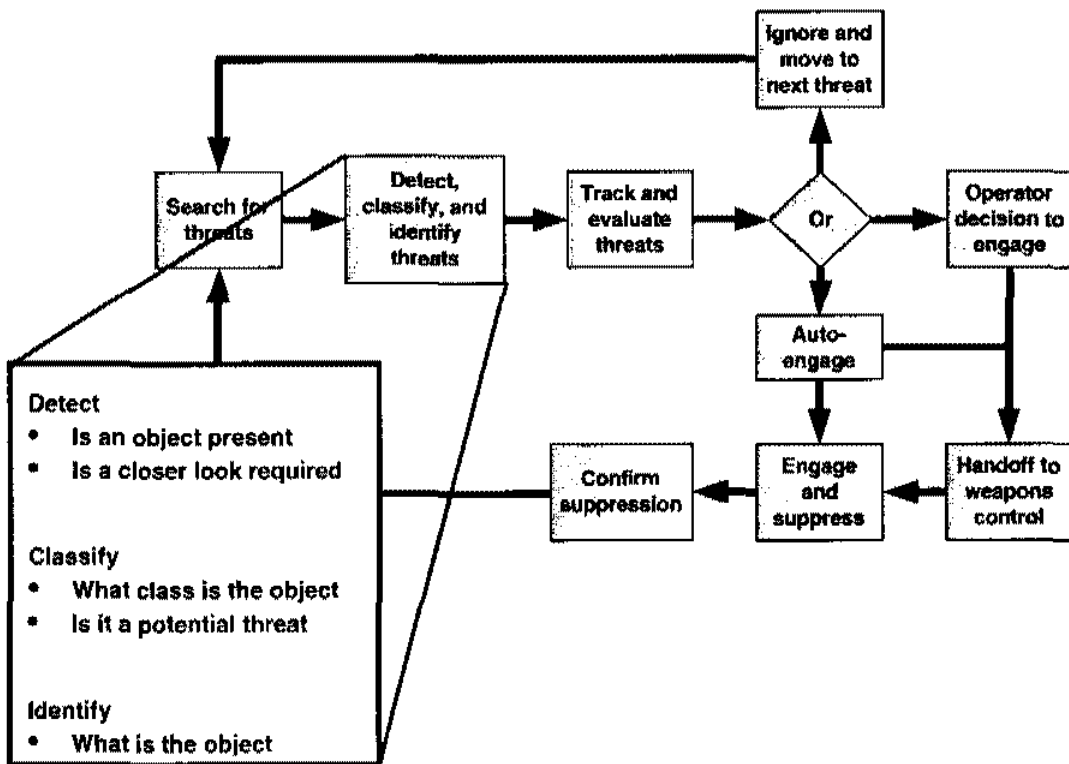 Ignore and
move to
next threat
Search for
threats
Detect,
classify, and
identify
threats
Track and
evaluate
threats
Or
Operator
decision to
engage
Auto-
engage
Confirm
suppression
Engage
and
suppress
Handoff to
weapons
control
Detect
• Is an object present
• Is a closer look required
Classify
• What class is the object
• Is it a potential threat
Identify
• What is the object